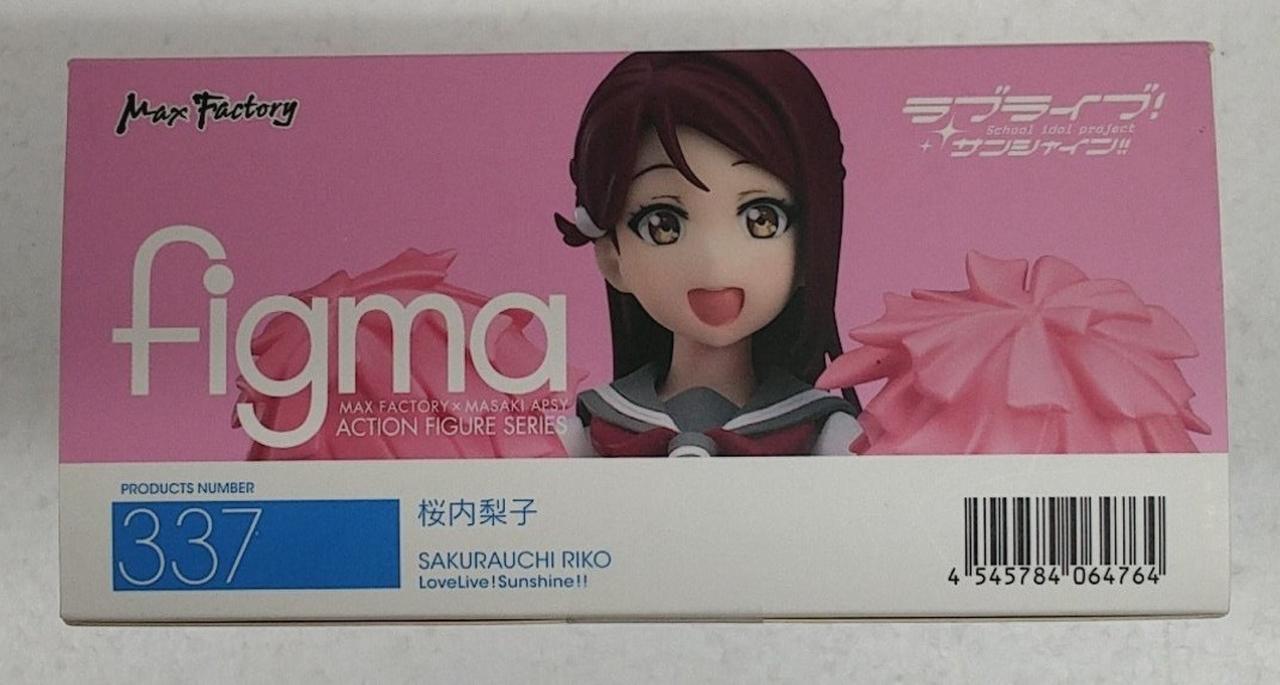 Max Factory
ラブライブ!
School idol project
サンシャイン!!
figma
MAX FACTORY×MASAKI APSY
ACTION FIGURE SERIES
PRODUCTS NUMBER
337
桜内梨子
SAKURAUCHI RIKO
LoveLive!Sunshine!!
4 545784 064764